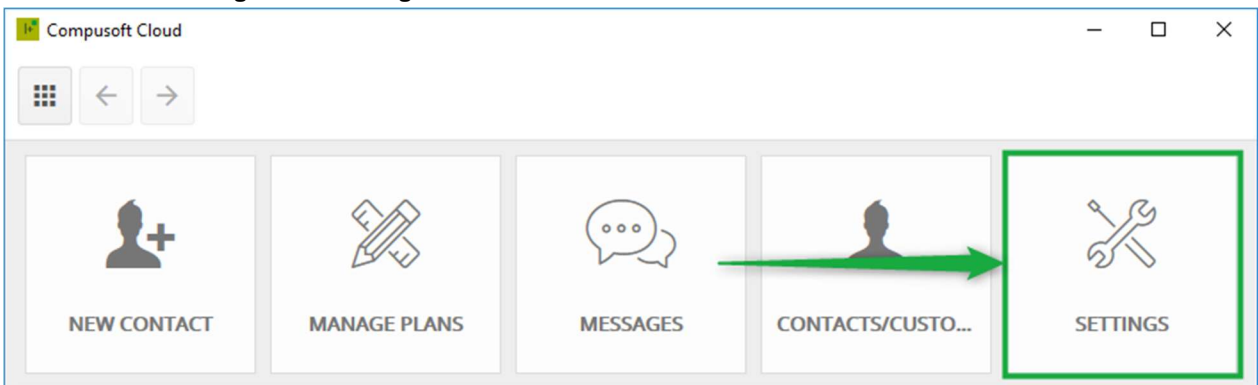 Compusoft Cloud
NEW CONTACT
MANAGE PLANS
MESSAGES
CONTACTS/CUSTO...
SETTINGS